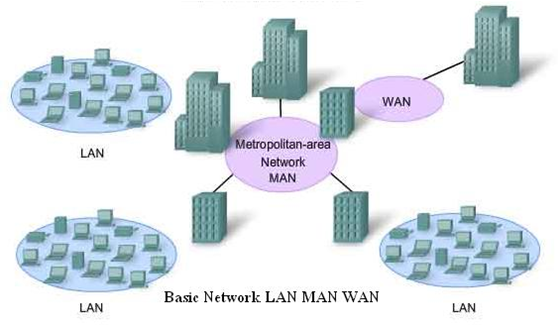 WAN
Metropolitan-area
Network
MAN
LAN
LAN
Basic Network LAN MAN WAN
LAN